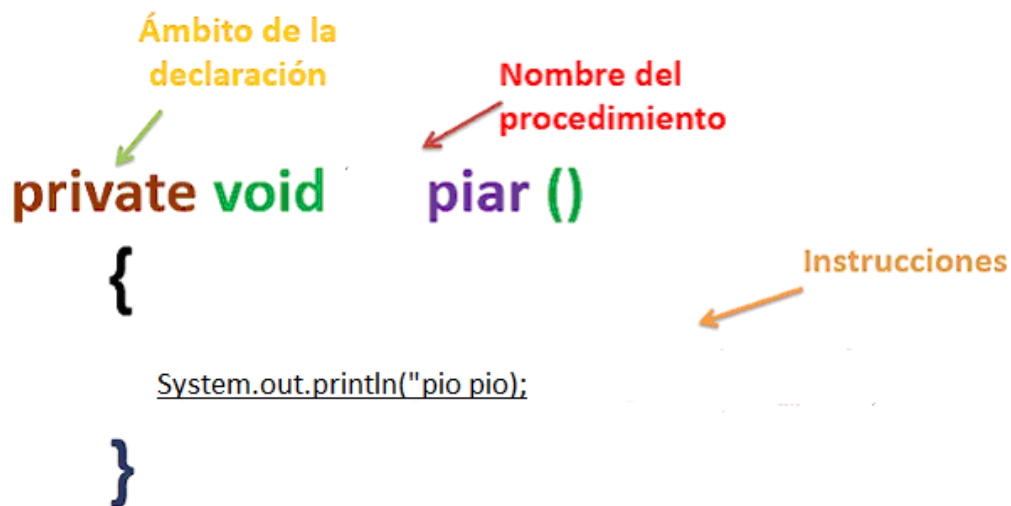 Ámbito de la
declaración
Nombre del
procedimiento
private void piar ()
{
Instrucciones
System.out.println("pio pio);
}